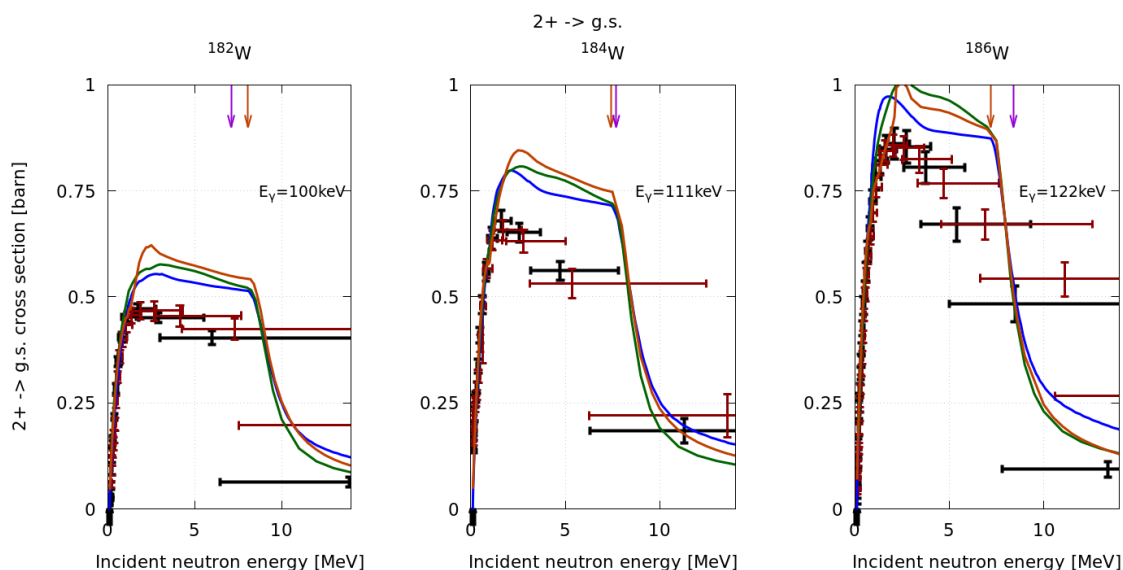 2+ -> g.s.
¹⁸²W
¹⁸⁴W
¹⁸⁶W
2+ -> g.s. cross section [barn]
1
0.75
0.5
0.25
0
Eγ=100keV
0 5 10
Incident neutron energy [MeV]
1
0.75
0.5
0.25
0
Eγ=111keV
0 5 10
Incident neutron energy [MeV]
1
0.75
0.5
0.25
0
Eγ=122keV
0 5 10
Incident neutron energy [MeV]